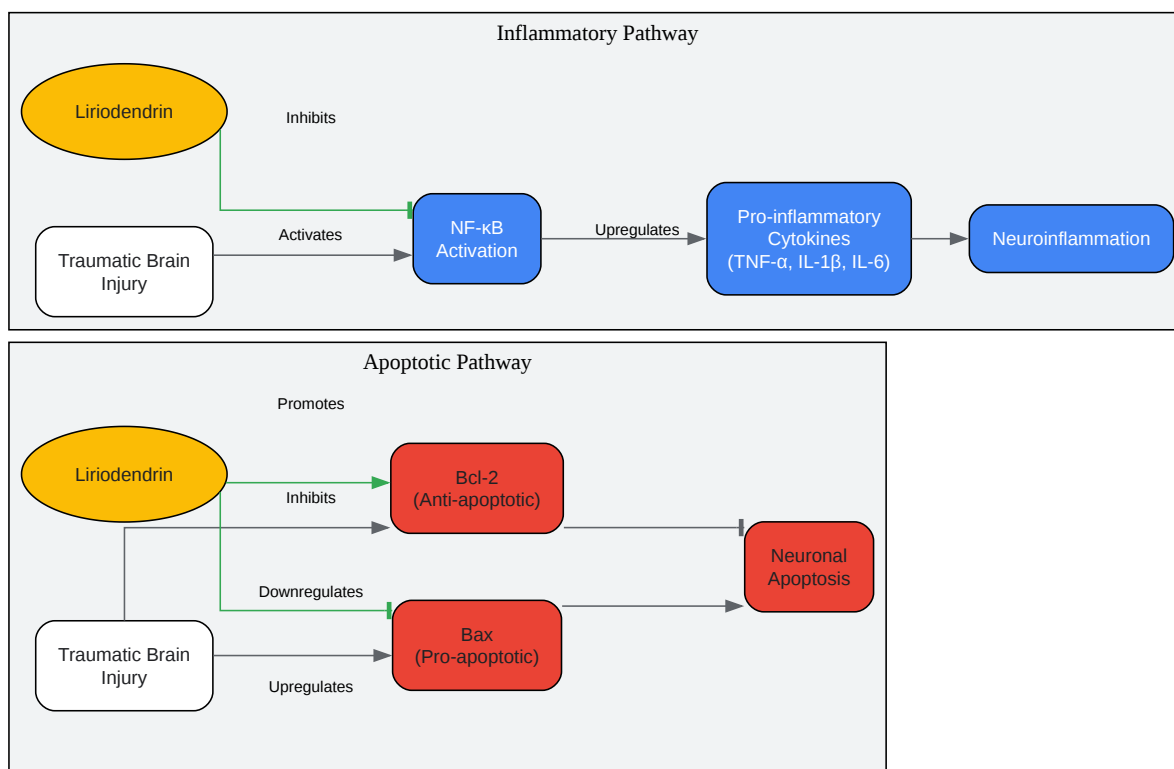 Inflammatory Pathway
Liriodendrin
Inhibits
NF-κB
Activation
Pro-inflammatory
Cytokines
(TNF-α, IL-1β, IL-6)
Neuroinflammation
Activates
Upregulates
Traumatic Brain
Injury
Apoptotic Pathway
Promotes
Liriodendrin
Bcl-2
(Anti-apoptotic)
Inhibits
Neuronal
Apoptosis
Downregulates
Bax
(Pro-apoptotic)
Traumatic Brain
Injury
Upregulates